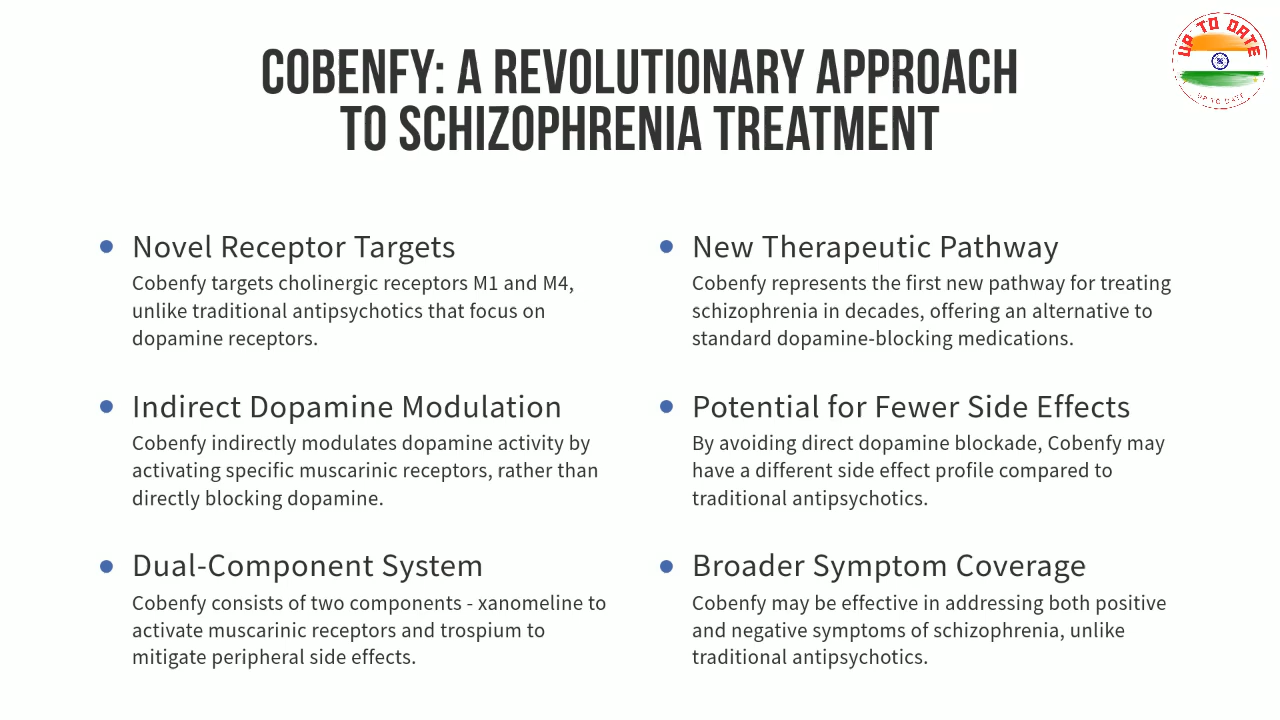 COBENFY: A REVOLUTIONARY APPROACH
TO SCHIZOPHRENIA TREATMENT
UP TO DATE
UP TO DATE
Novel Receptor Targets
Cobenfy targets cholinergic receptors M1 and M4,
unlike traditional antipsychotics that focus on
dopamine receptors.
Indirect Dopamine Modulation
Cobenfy indirectly modulates dopamine activity by
activating specific muscarinic receptors, rather than
directly blocking dopamine.
Dual-Component System
Cobenfy consists of two components - xanomeline to
activate muscarinic receptors and trospium to
mitigate peripheral side effects.
New Therapeutic Pathway
Cobenfy represents the first new pathway for treating
schizophrenia in decades, offering an alternative to
standard dopamine-blocking medications.
Potential for Fewer Side Effects
By avoiding direct dopamine blockade, Cobenfy may
have a different side effect profile compared to
traditional antipsychotics.
Broader Symptom Coverage
Cobenfy may be effective in addressing both positive
and negative symptoms of schizophrenia, unlike
traditional antipsychotics.